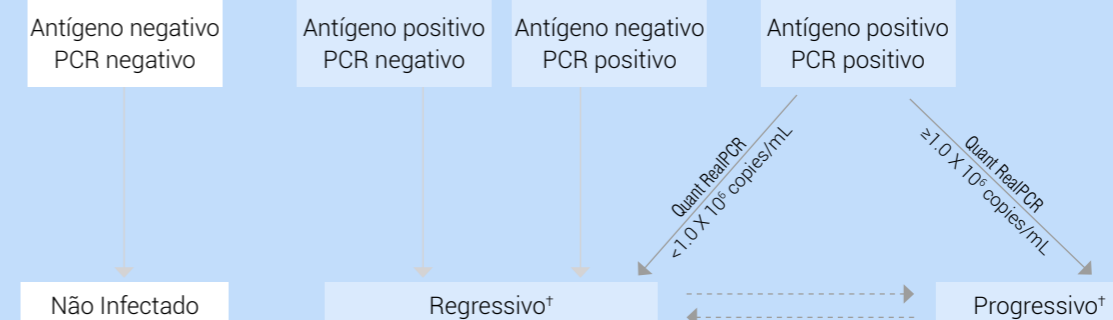 Antígeno negativo
PCR negativo
Antígeno positivo
PCR negativo
Antígeno negativo
PCR positivo
Antígeno positivo
PCR positivo
Quant RealPCR
<1.0 X 10⁶ copies/mL
Quant RealPCR
≥1.0 X 10⁶ copies/mL
Não Infectado
Regressivo†
Progressivo†